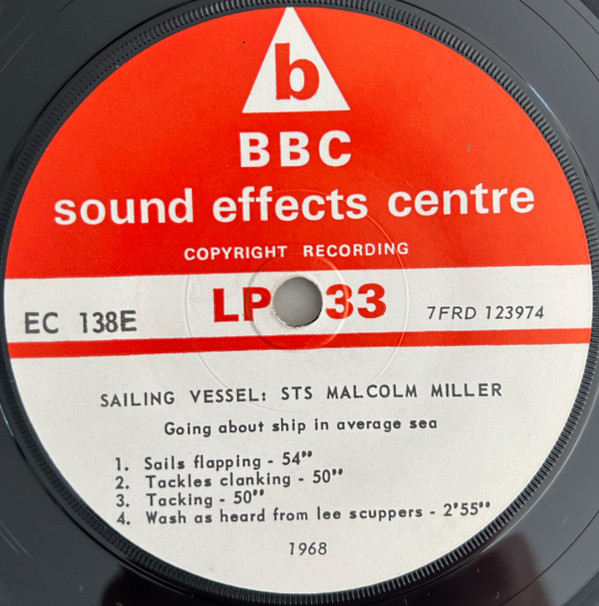 b
BBC
sound effects centre
COPYRIGHT RECORDING
EC 138E LP 33 7FRD 123974
SAILING VESSEL: STS MALCOLM MILLER
Going about ship in average sea
1. Sails flapping - 54"
2. Tackles clanking - 50"
3. Tacking - 50"
4. Wash as heard from lee scuppers - 2'55"
1968